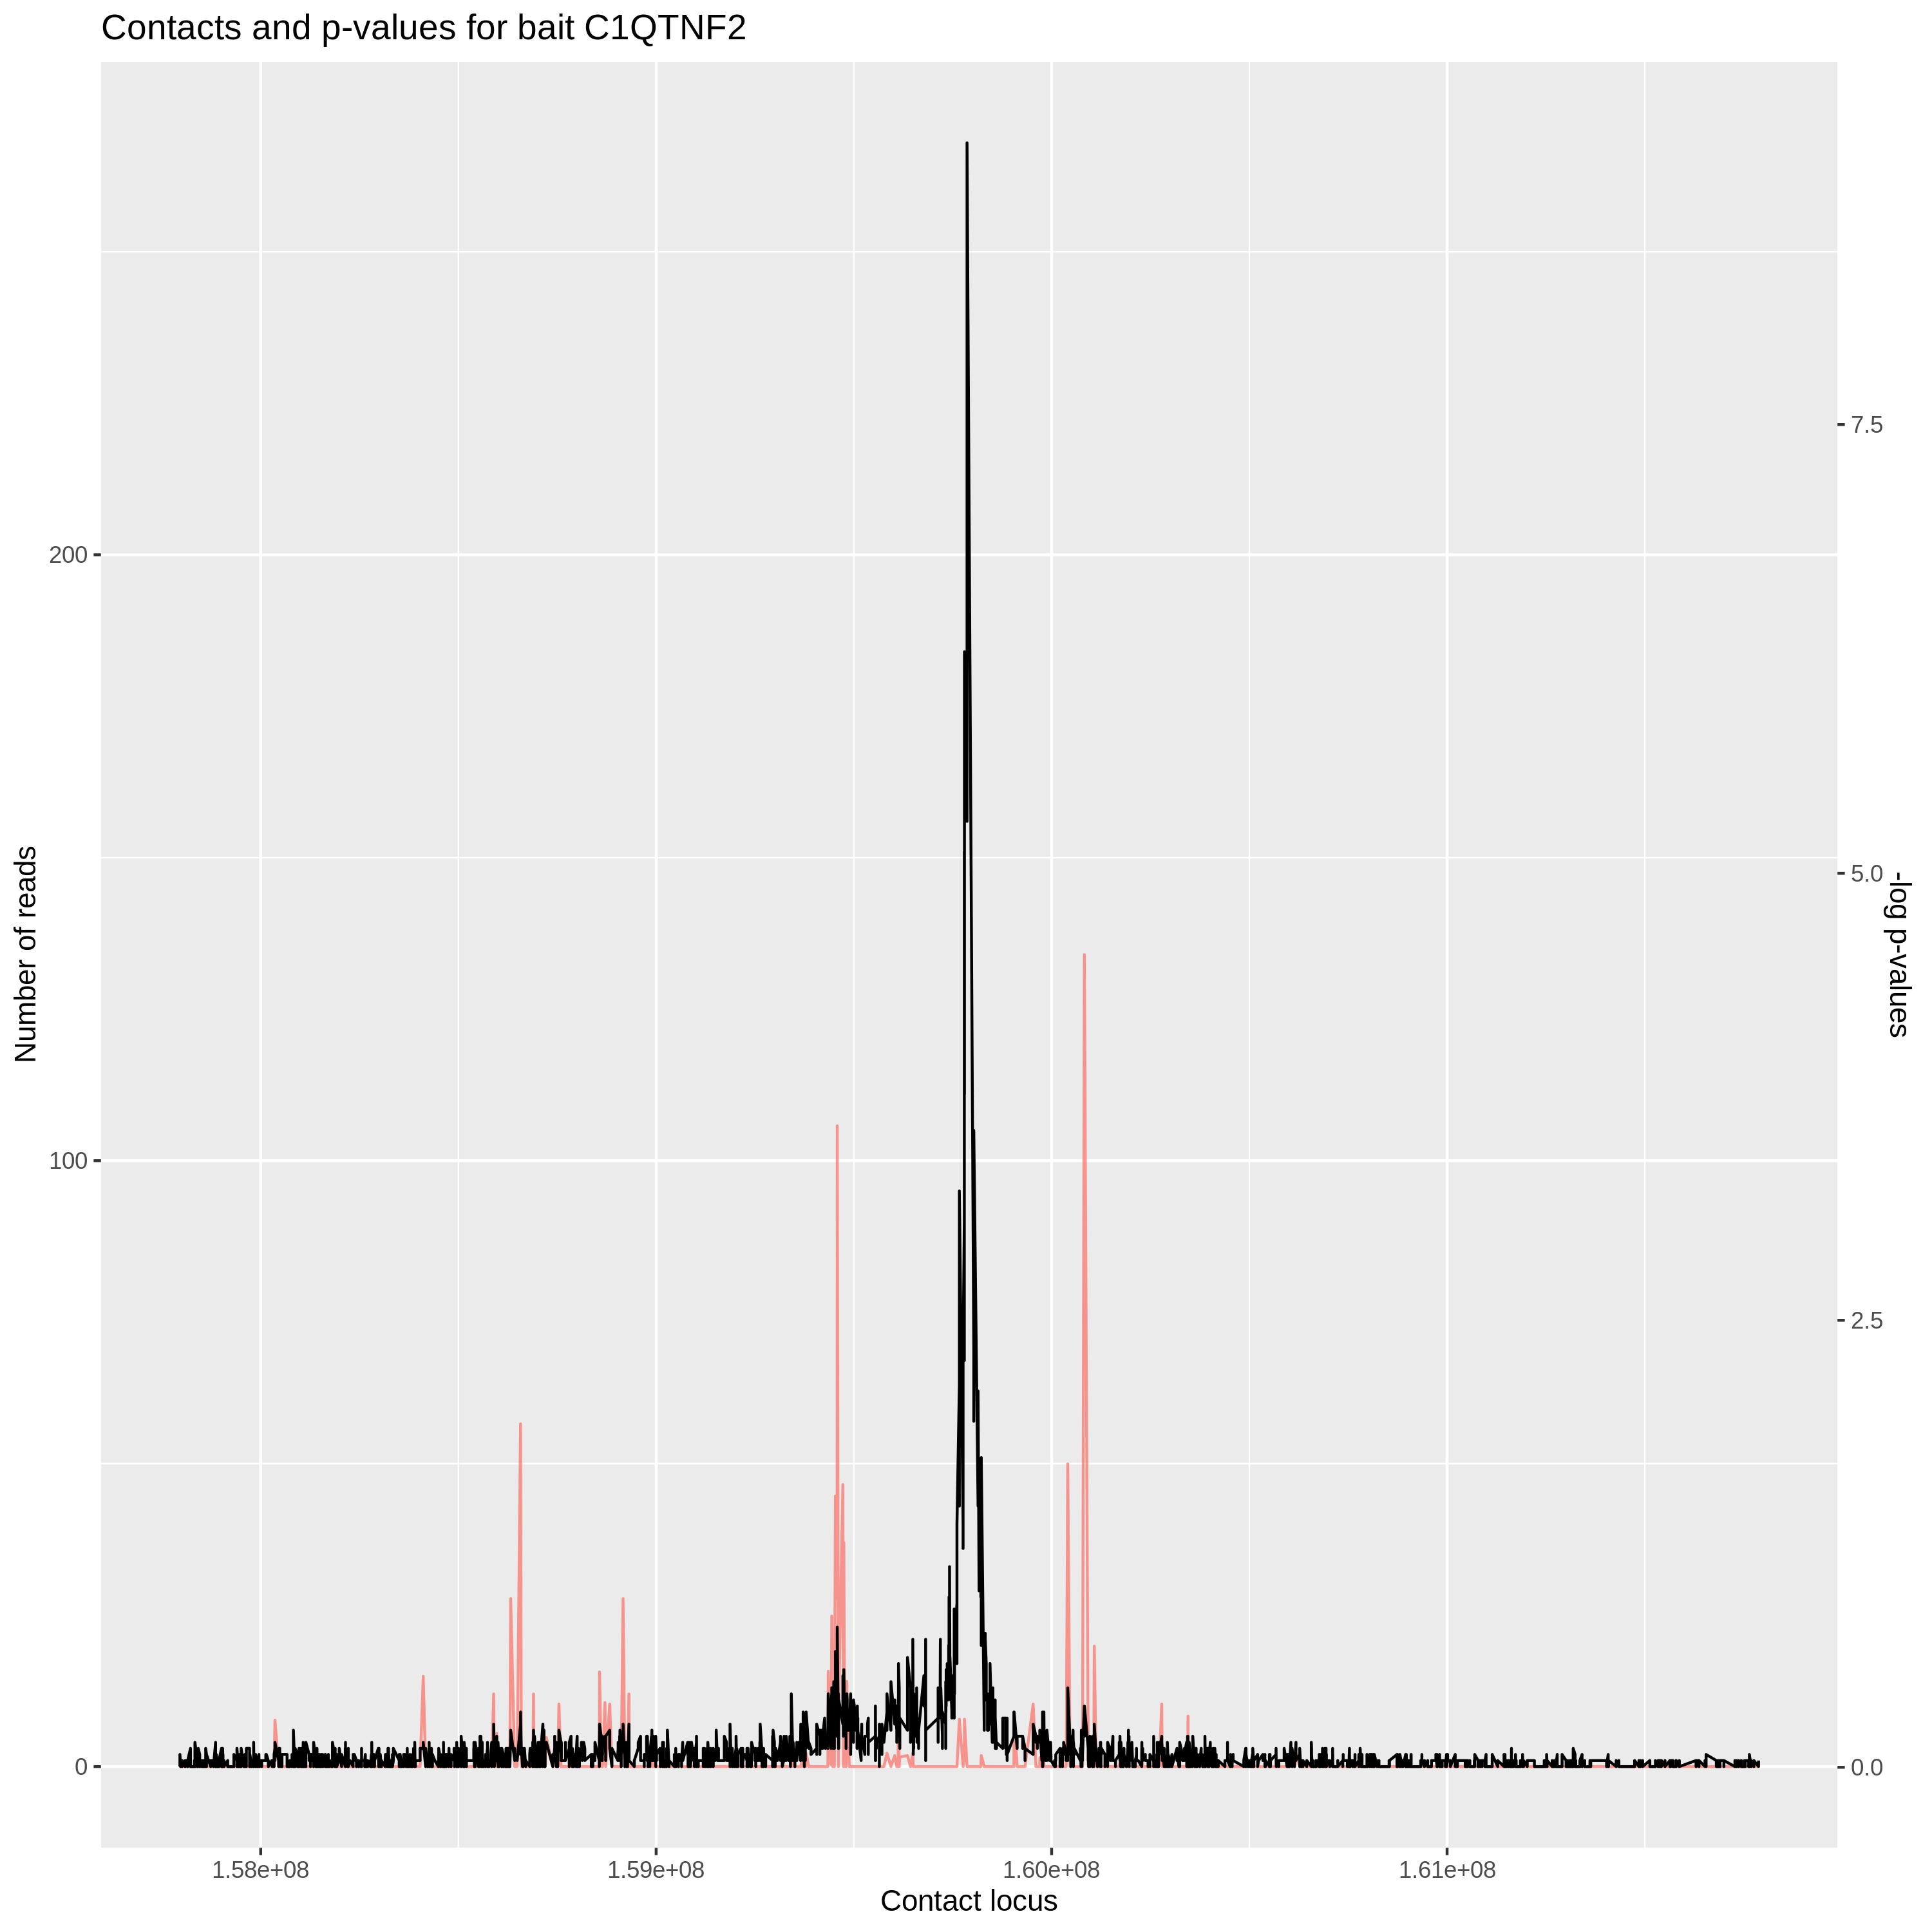 Contacts and p-values for bait C1QTNF2
Number of reads
200
100
0
7.5
5.0
2.5
0.0
-log p-values
1.58e+08
1.59e+08
1.60e+08
1.61e+08
Contact locus